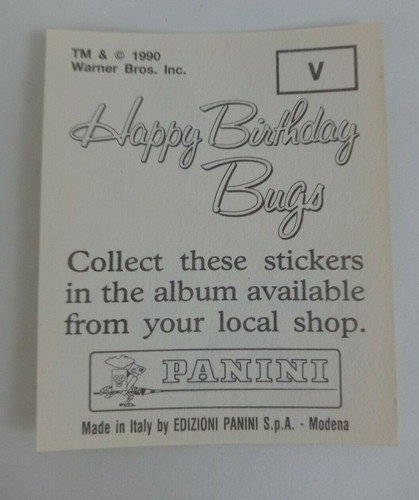 TM & © 1990
Warner Bros. Inc.
V
Happy Birthday
Bugs
Collect these stickers
in the album available
from your local shop.
PANINI
Made in Italy by EDIZIONI PANINI S.p.A. - Modena